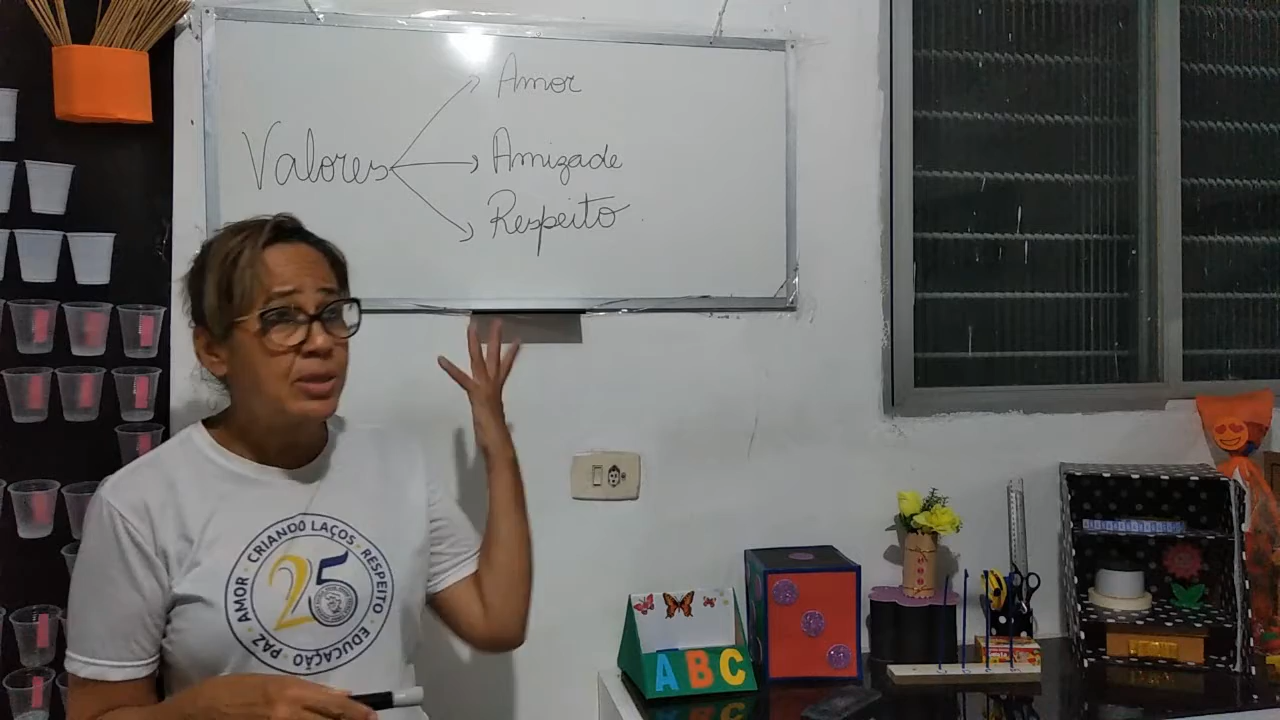 Amor
Valores Amizade
Respeito
AMOR · CRIANDO LAÇOS · RESPEITO
PAZ · EDUCAÇÃO
25
ABC